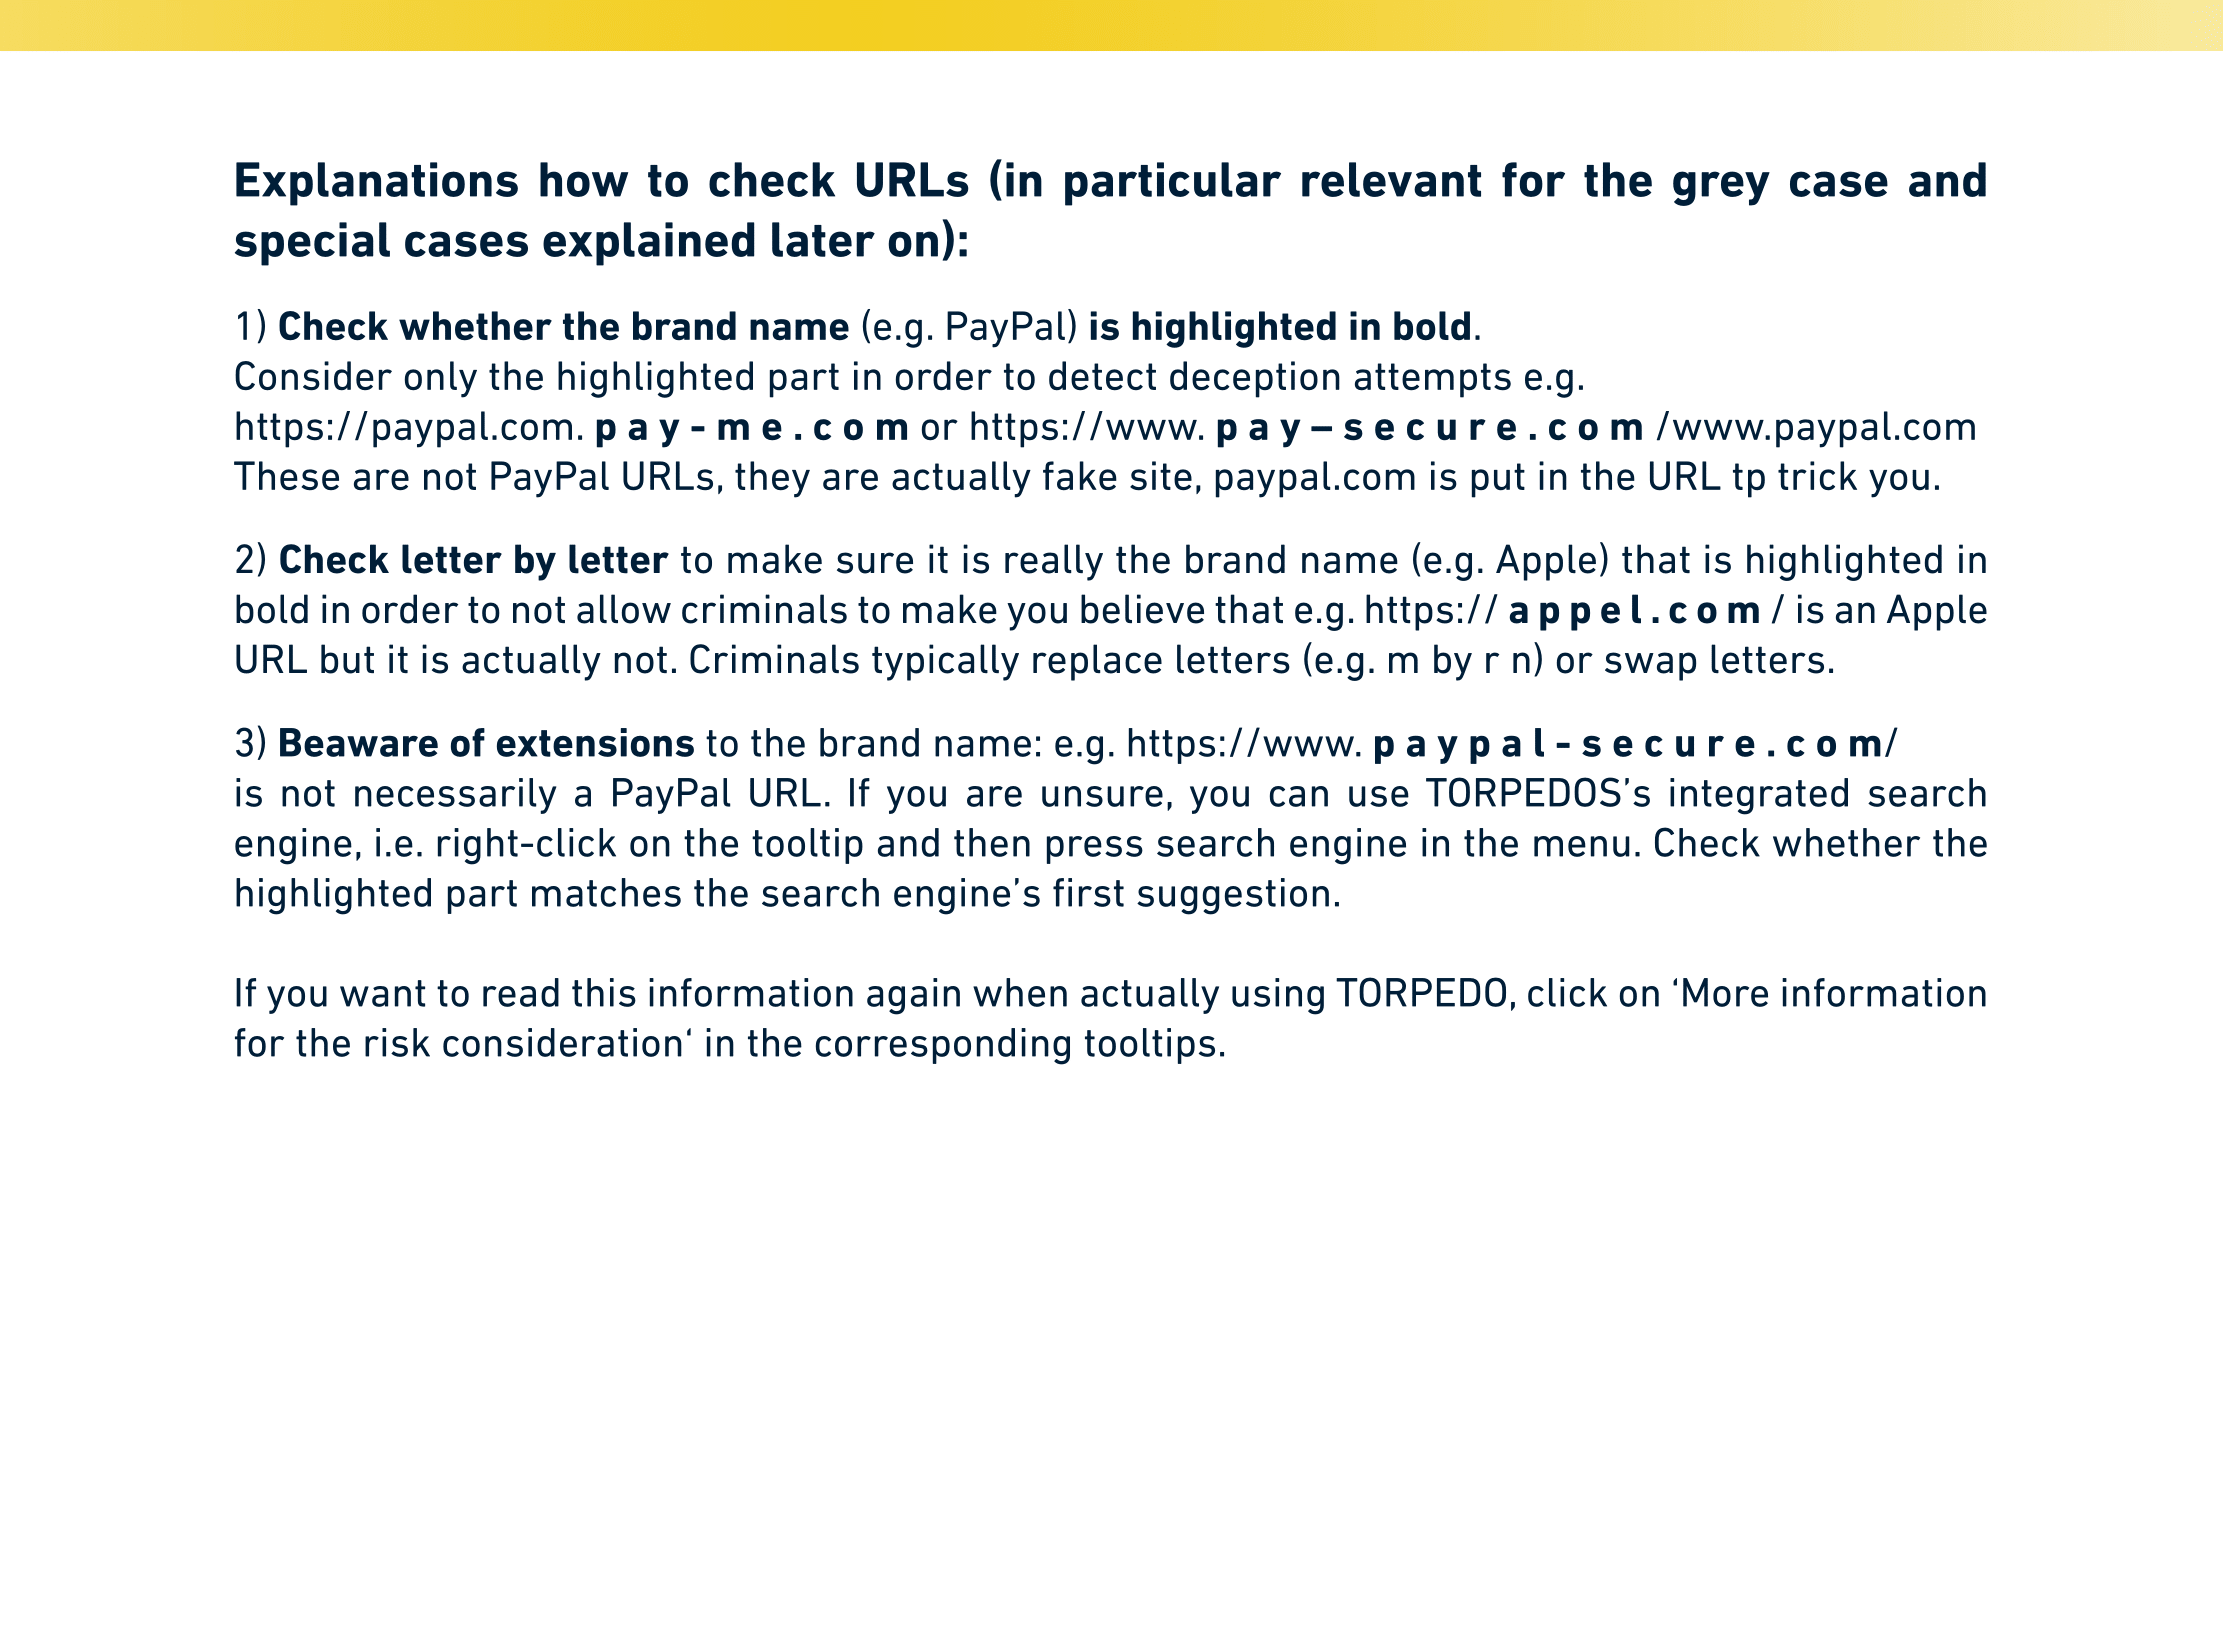 Explanations how to check URLs (in particular relevant for the grey case and
special cases explained later on):
1) Check whether the brand name (e.g. PayPal) is highlighted in bold.
Consider only the highlighted part in order to detect deception attempts e.g.
https://paypal.com. p a y - m e . c o m or https://www. p a y – s e c u r e . c o m /www.paypal.com
These are not PayPal URLs, they are actually fake site, paypal.com is put in the URL tp trick you.
2) Check letter by letter to make sure it is really the brand name (e.g. Apple) that is highlighted in
bold in order to not allow criminals to make you believe that e.g. https:// a p p e l . c o m / is an Apple
URL but it is actually not. Criminals typically replace letters (e.g. m by r n) or swap letters.
3) Beaware of extensions to the brand name: e.g. https://www. p a y p a l - s e c u r e . c o m/
is not necessarily a PayPal URL. If you are unsure, you can use TORPEDOS’s integrated search
engine, i.e. right-click on the tooltip and then press search engine in the menu. Check whether the
highlighted part matches the search engine’s first suggestion.
If you want to read this information again when actually using TORPEDO, click on ‘More information
for the risk consideration‘ in the corresponding tooltips.